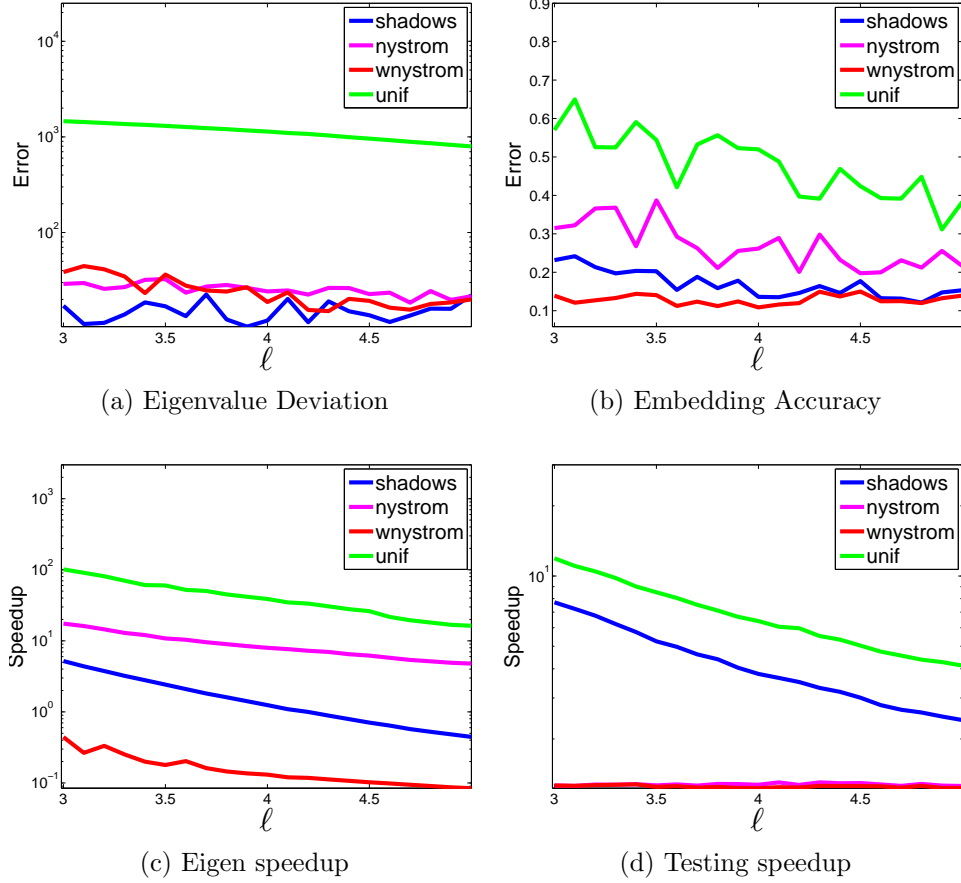 shadows
nystrom
wnystrom
unif
10^4
10^3
10^2
Error
3
3.5
4
4.5
ℓ
(a) Eigenvalue Deviation
shadows
nystrom
wnystrom
unif
0.9
0.8
0.7
0.6
0.5
0.4
0.3
0.2
0.1
Error
3
3.5
4
4.5
ℓ
(b) Embedding Accuracy
shadows
nystrom
wnystrom
unif
10^3
10^2
10^1
10^0
10^−1
Speedup
3
3.5
4
4.5
ℓ
(c) Eigen speedup
shadows
nystrom
wnystrom
unif
10^1
Speedup
3
3.5
4
4.5
ℓ
(d) Testing speedup